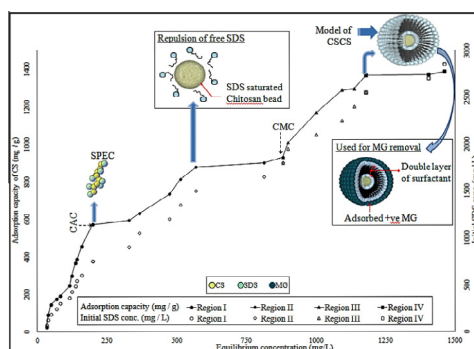 Repulsion of free SDS
SDS saturated
Chitosan bead
Model of
CSCS
SPEC
CAC
CMC
Used for MG removal
Double layer
of surfactant
Adsorbed +ve MG
Adsorption capacity of CS (mg / g)
1400
1200
1000
800
600
400
200
0
3000
2500
2000
1500
1000
500
0
CS SDS MG
Adsorption capacity (mg / g)
Region I Region II Region III Region IV
Initial SDS conc. (mg / L)
Region I Region II Region III Region IV
0 250 500 750 1000 1250 1500
Equilibrium concentration (mg/L)